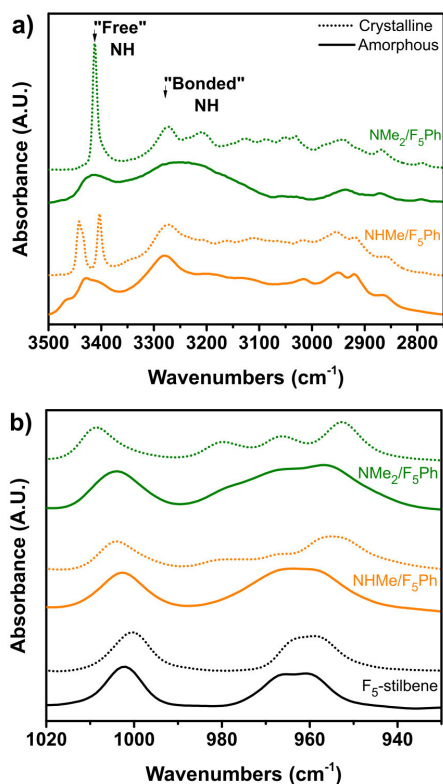 a)
"Free"
NH
"Bonded"
NH
Crystalline
Amorphous
NMe₂/F₅Ph
NHMe/F₅Ph
Absorbance (A.U.)
3500 3400 3300 3200 3100 3000 2900 2800
Wavenumbers (cm⁻¹)
b)
NMe₂/F₅Ph
NHMe/F₅Ph
F₅-stilbene
Absorbance (A.U.)
1020 1000 980 960 940
Wavenumbers (cm⁻¹)